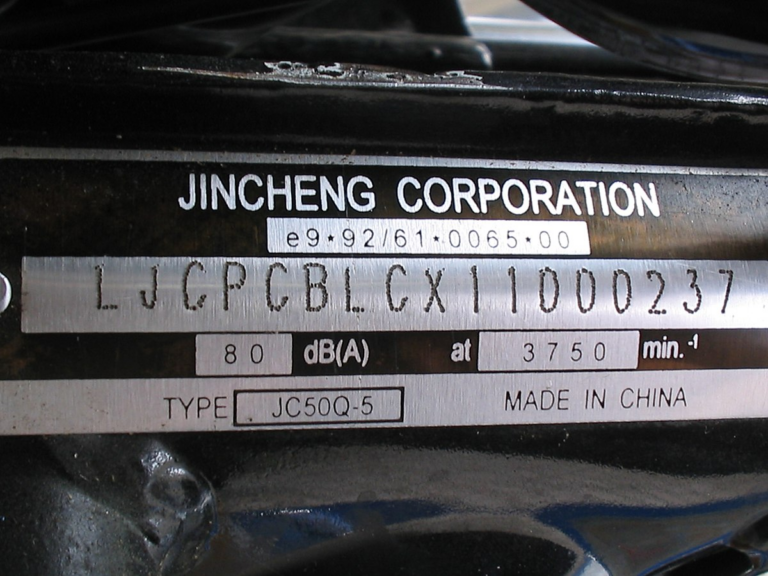 JINCHENG CORPORATION
e9*92/61*0065*00
LJCPCBLCX11000237
80 dB(A) at 3750 min.-1
TYPE JC50Q-5 MADE IN CHINA